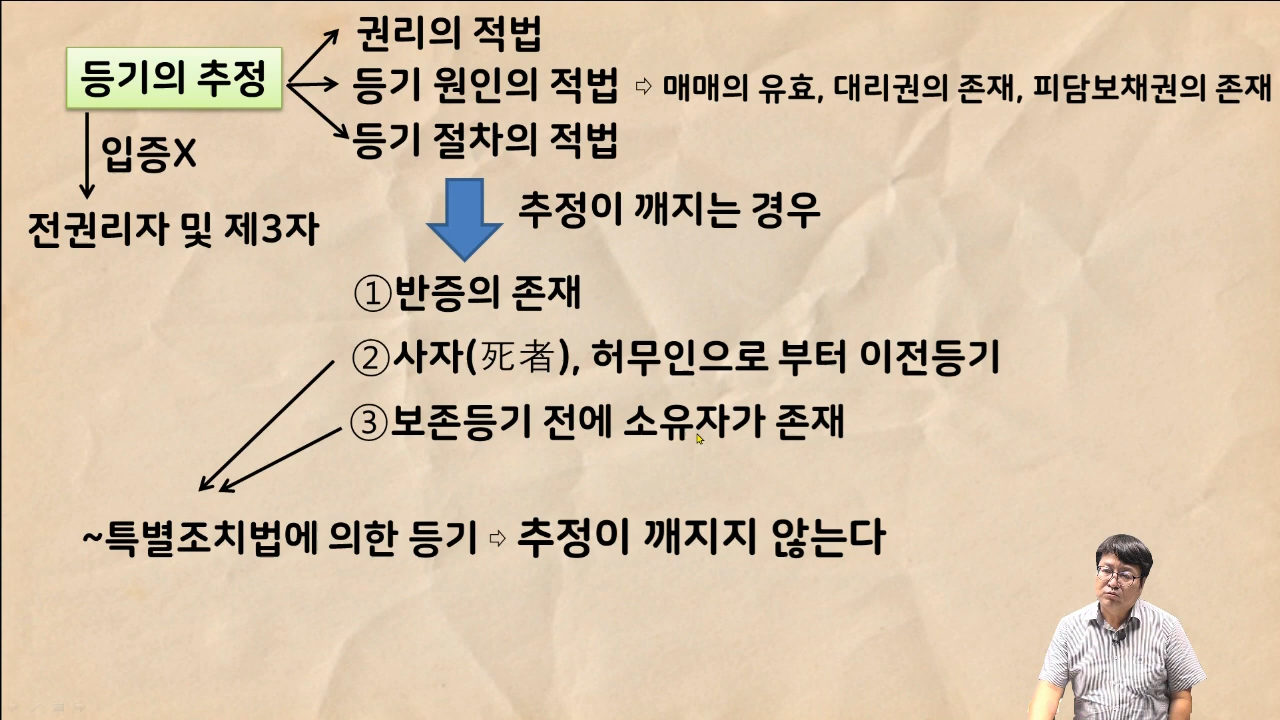 권리의 적법
등기의 추정
등기 원인의 적법 ⇨ 매매의 유효, 대리권의 존재, 피담보채권의 존재
등기 절차의 적법
입증X
전권리자 및 제3자
추정이 깨지는 경우
①반증의 존재
②사자(死者), 허무인으로 부터 이전등기
③보존등기 전에 소유자가 존재
~특별조치법에 의한 등기 ⇨ 추정이 깨지지 않는다